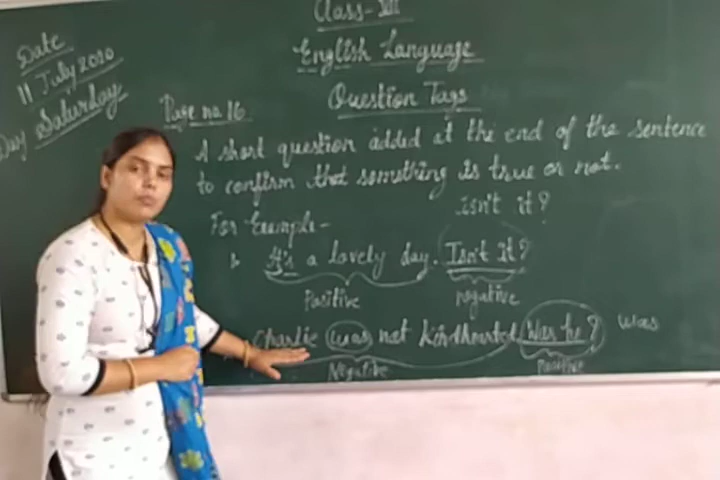 Date
11 July 2020
Day Saturday
Class- VII
English Language
Question Tags
Page no. 16
A short question added at the end of the sentence
to confirm that something is true or not.
isn't it?
For Example-
It's a lovely day. Isn't it?
Positive negative
Charlie was not kindhearted. Was he? was
Negative Positive